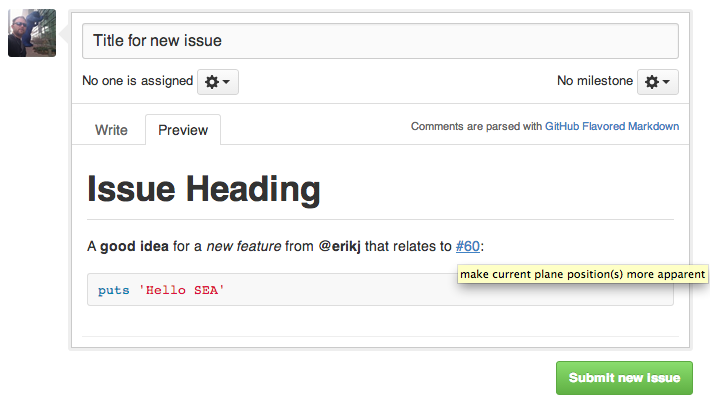 Title for new issue
No one is assigned No milestone
Write Preview Comments are parsed with GitHub Flavored Markdown
Issue Heading
A good idea for a new feature from @erikj that relates to #60:
make current plane position(s) more apparent
puts 'Hello SEA'
Submit new issue